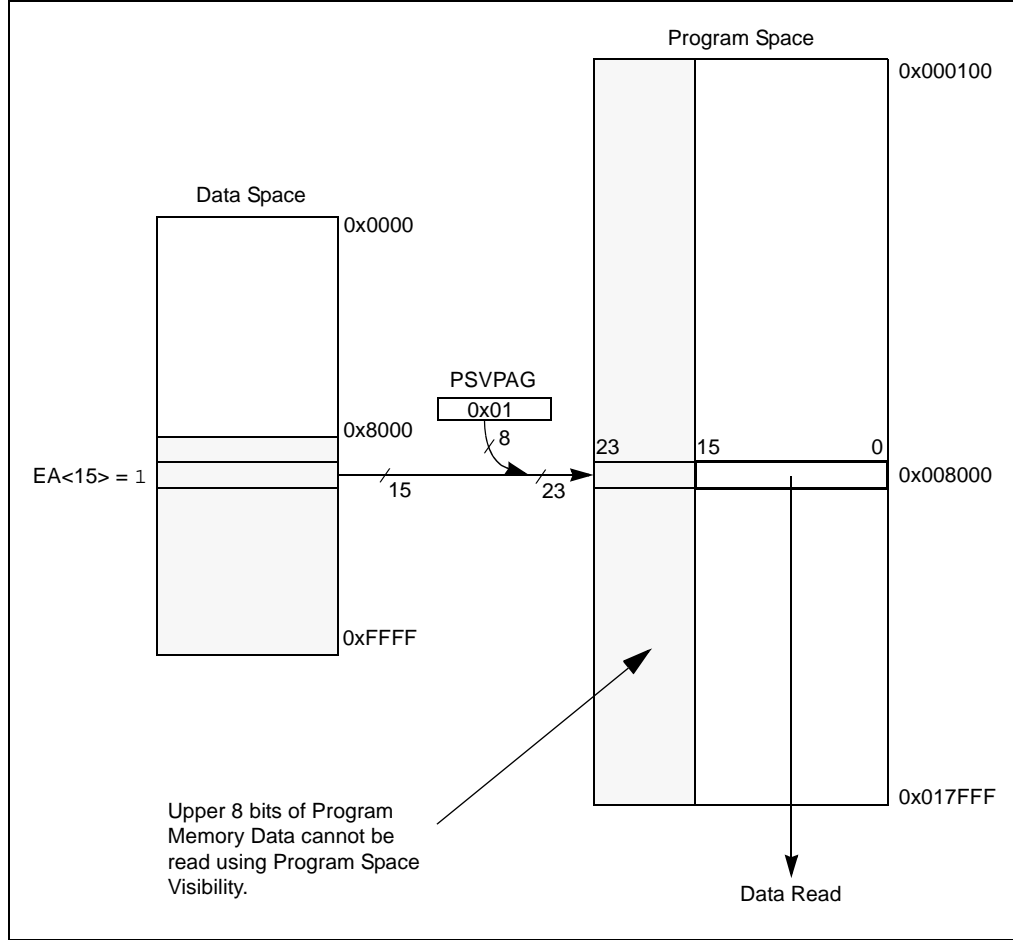 Program Space
0x000100
Data Space
0x0000
PSVPAG
0x01
0x8000
8
23 15 0
EA<15> = 1
15
23
0x008000
0xFFFF
Upper 8 bits of Program
Memory Data cannot be
read using Program Space
Visibility.
0x017FFF
Data Read